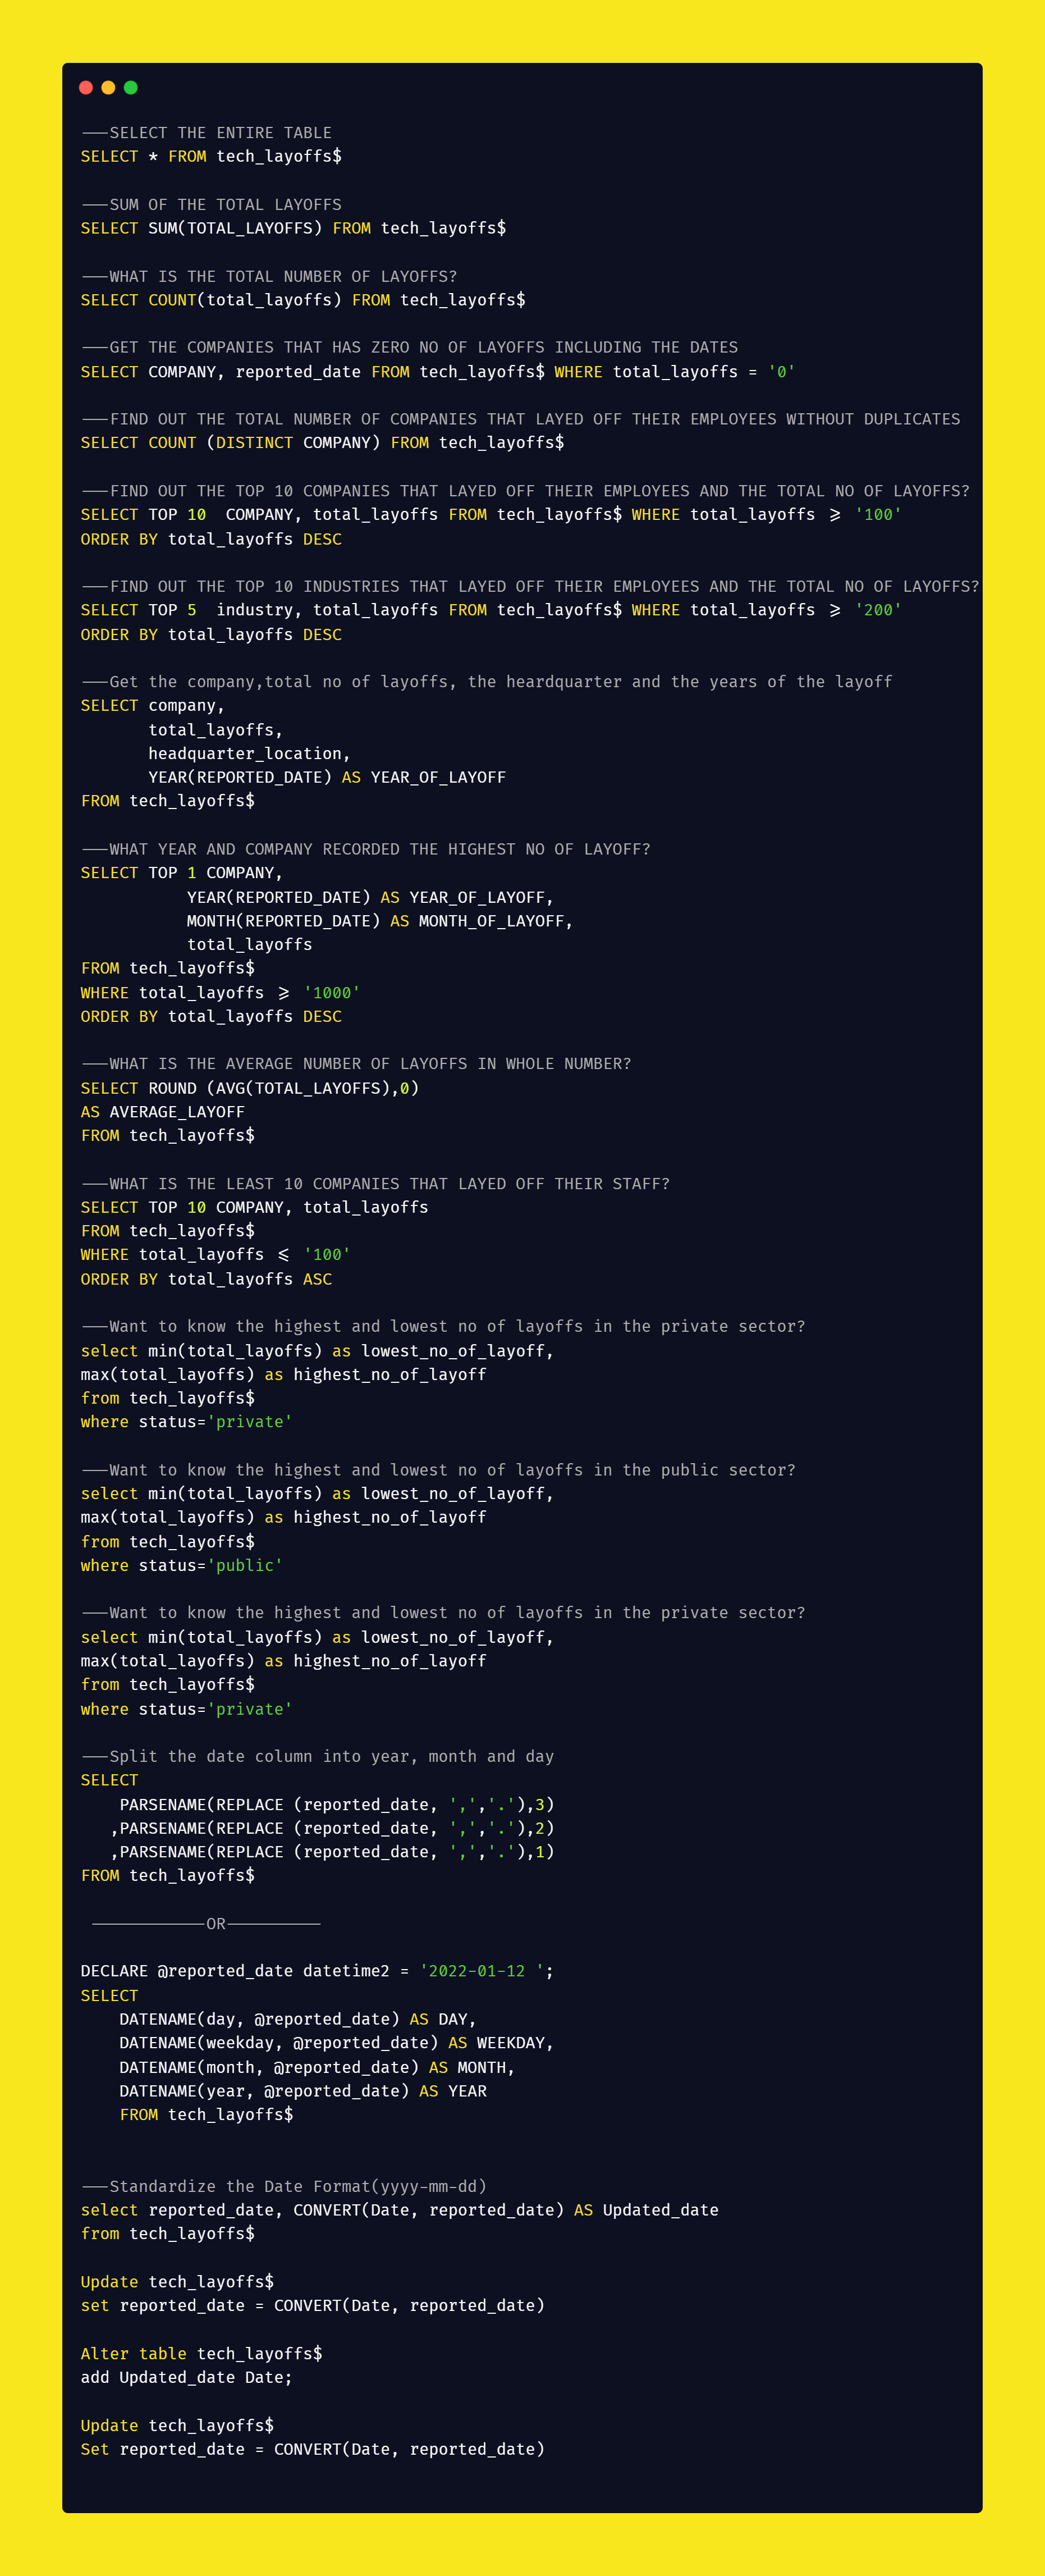 ---SELECT THE ENTIRE TABLE
SELECT * FROM tech_layoffs$
---SUM OF THE TOTAL LAYOFFS
SELECT SUM(TOTAL_LAYOFFS) FROM tech_layoffs$
---WHAT IS THE TOTAL NUMBER OF LAYOFFS?
SELECT COUNT(total_layoffs) FROM tech_layoffs$
---GET THE COMPANIES THAT HAS ZERO NO OF LAYOFFS INCLUDING THE DATES
SELECT COMPANY, reported_date FROM tech_layoffs$ WHERE total_layoffs = '0'
---FIND OUT THE TOTAL NUMBER OF COMPANIES THAT LAYED OFF THEIR EMPLOYEES WITHOUT DUPLICATES
SELECT COUNT (DISTINCT COMPANY) FROM tech_layoffs$
---FIND OUT THE TOP 10 COMPANIES THAT LAYED OFF THEIR EMPLOYEES AND THE TOTAL NO OF LAYOFFS?
SELECT TOP 10  COMPANY, total_layoffs FROM tech_layoffs$ WHERE total_layoffs >= '100'
ORDER BY total_layoffs DESC
---FIND OUT THE TOP 10 INDUSTRIES THAT LAYED OFF THEIR EMPLOYEES AND THE TOTAL NO OF LAYOFFS?
SELECT TOP 5  industry, total_layoffs FROM tech_layoffs$ WHERE total_layoffs >= '200'
ORDER BY total_layoffs DESC
---Get the company,total no of layoffs, the heardquarter and the years of the layoff
SELECT company,
       total_layoffs,
       headquarter_location,
       YEAR(REPORTED_DATE) AS YEAR_OF_LAYOFF
FROM tech_layoffs$
---WHAT YEAR AND COMPANY RECORDED THE HIGHEST NO OF LAYOFF?
SELECT TOP 1 COMPANY,
           YEAR(REPORTED_DATE) AS YEAR_OF_LAYOFF,
           MONTH(REPORTED_DATE) AS MONTH_OF_LAYOFF,
           total_layoffs
FROM tech_layoffs$
WHERE total_layoffs >= '1000'
ORDER BY total_layoffs DESC
---WHAT IS THE AVERAGE NUMBER OF LAYOFFS IN WHOLE NUMBER?
SELECT ROUND (AVG(TOTAL_LAYOFFS),0)
AS AVERAGE_LAYOFF
FROM tech_layoffs$
---WHAT IS THE LEAST 10 COMPANIES THAT LAYED OFF THEIR STAFF?
SELECT TOP 10 COMPANY, total_layoffs
FROM tech_layoffs$
WHERE total_layoffs <= '100'
ORDER BY total_layoffs ASC
---Want to know the highest and lowest no of layoffs in the private sector?
select min(total_layoffs) as lowest_no_of_layoff,
max(total_layoffs) as highest_no_of_layoff
from tech_layoffs$
where status='private'
---Want to know the highest and lowest no of layoffs in the public sector?
select min(total_layoffs) as lowest_no_of_layoff,
max(total_layoffs) as highest_no_of_layoff
from tech_layoffs$
where status='public'
---Want to know the highest and lowest no of layoffs in the private sector?
select min(total_layoffs) as lowest_no_of_layoff,
max(total_layoffs) as highest_no_of_layoff
from tech_layoffs$
where status='private'
---Split the date column into year, month and day
SELECT
    PARSENAME(REPLACE (reported_date, ',','.'),3)
   ,PARSENAME(REPLACE (reported_date, ',','.'),2)
   ,PARSENAME(REPLACE (reported_date, ',','.'),1)
FROM tech_layoffs$
 ------------OR----------
DECLARE @reported_date datetime2 = '2022-01-12 ';
SELECT
    DATENAME(day, @reported_date) AS DAY,
    DATENAME(weekday, @reported_date) AS WEEKDAY,
    DATENAME(month, @reported_date) AS MONTH,
    DATENAME(year, @reported_date) AS YEAR
    FROM tech_layoffs$
---Standardize the Date Format(yyyy-mm-dd)
select reported_date, CONVERT(Date, reported_date) AS Updated_date
from tech_layoffs$
Update tech_layoffs$
set reported_date = CONVERT(Date, reported_date)
Alter table tech_layoffs$
add Updated_date Date;
Update tech_layoffs$
Set reported_date = CONVERT(Date, reported_date)